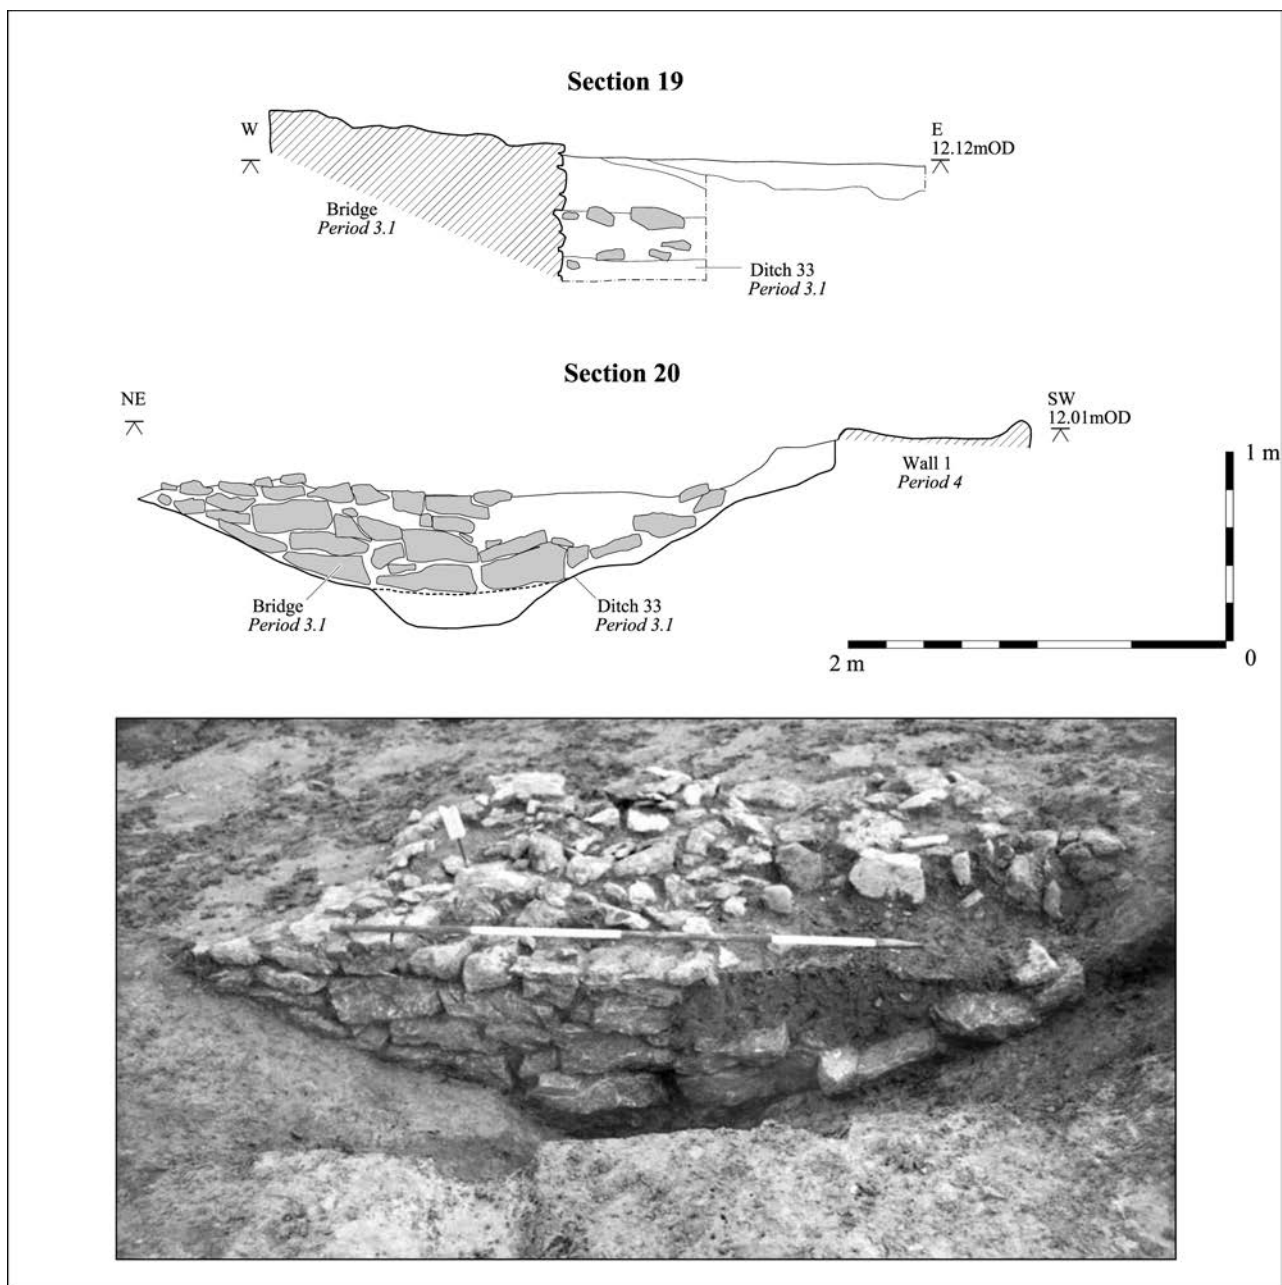 Section 19
W
E
12.12mOD
Bridge
Period 3.1
Ditch 33
Period 3.1
Section 20
NE
SW
12.01mOD
Wall 1
Period 4
1 m
Bridge
Period 3.1
Ditch 33
Period 3.1
2 m
0